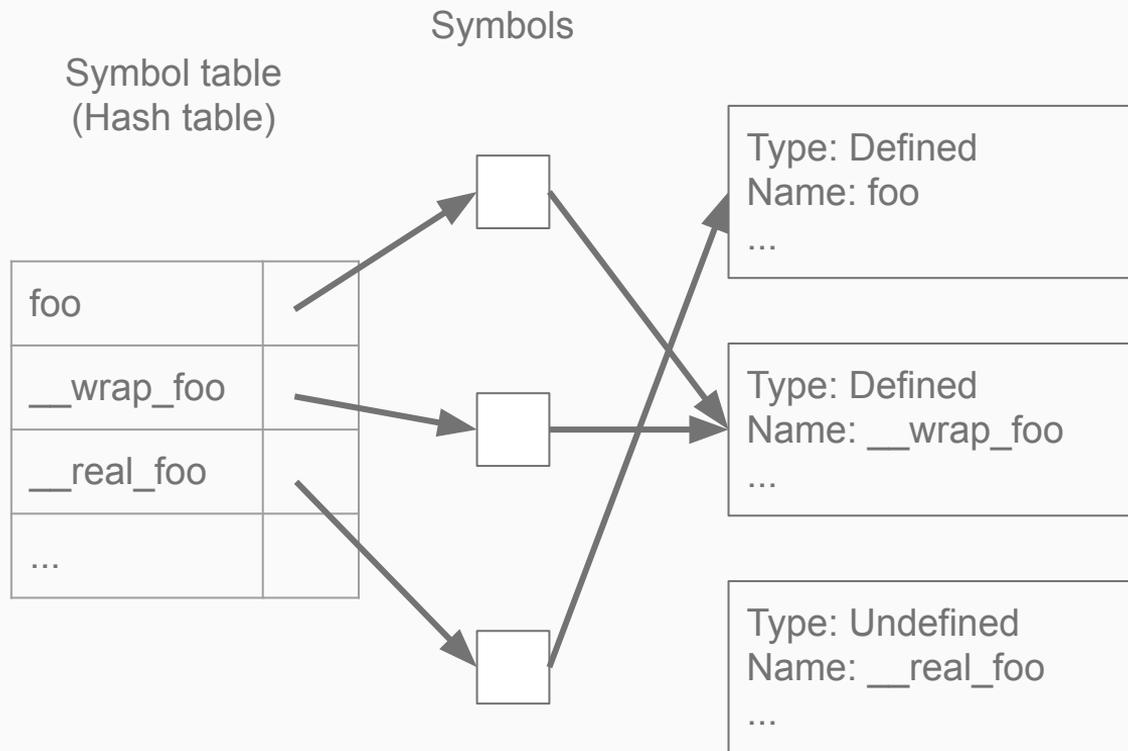 Symbols
Symbol table
(Hash table)
foo
__wrap_foo
__real_foo
...
Type: Defined
Name: foo
...
Type: Defined
Name: __wrap_foo
...
Type: Undefined
Name: __real_foo
...